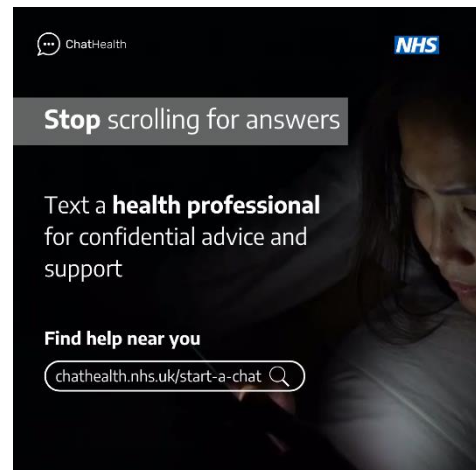 ChatHealth
NHS
Stop scrolling for answers
Text a health professional
for confidential advice and
support
Find help near you
chathealth.nhs.uk/start-a-chat